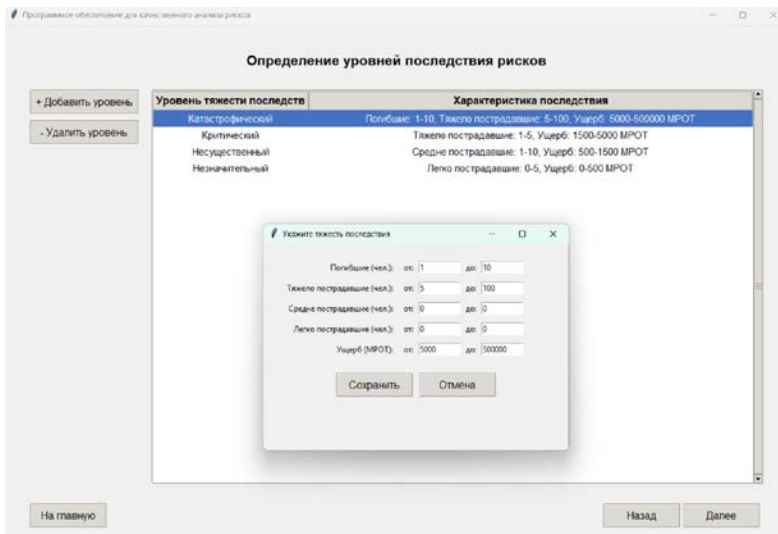 Программное обеспечение для качественного анализа рисков
Определение уровней последствия рисков
+ Добавить уровень
- Удалить уровень
Уровень тяжести последств Характеристика последствия
Катастрофический Погибшие: 1-10, Тяжело пострадавшие: 5-100, Ущерб: 5000-500000 МРОТ
Критический Тяжело пострадавшие: 1-5, Ущерб: 1500-5000 МРОТ
Несущественный Средне пострадавшие: 1-10, Ущерб: 500-1500 МРОТ
Незначительный Легко пострадавшие: 0-5, Ущерб: 0-500 МРОТ
Укажите тяжесть последствия
Погибшие (чел.): от: 1 до: 10
Тяжело пострадавшие (чел.): от: 5 до: 100
Средне пострадавшие (чел.): от: 0 до: 0
Легко пострадавшие (чел.): от: 0 до: 0
Ущерб (МРОТ): от: 5000 до: 500000
Сохранить Отмена
На главную Назад Далее